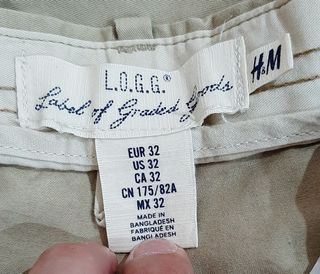 L.O.G.G.®
Label of Graded Goods
H&M
EUR 32
US 32
CA 32
CN 175/82A
MX 32
MADE IN
BANGLADESH
FABRIQUÉ EN
BANGLADESH